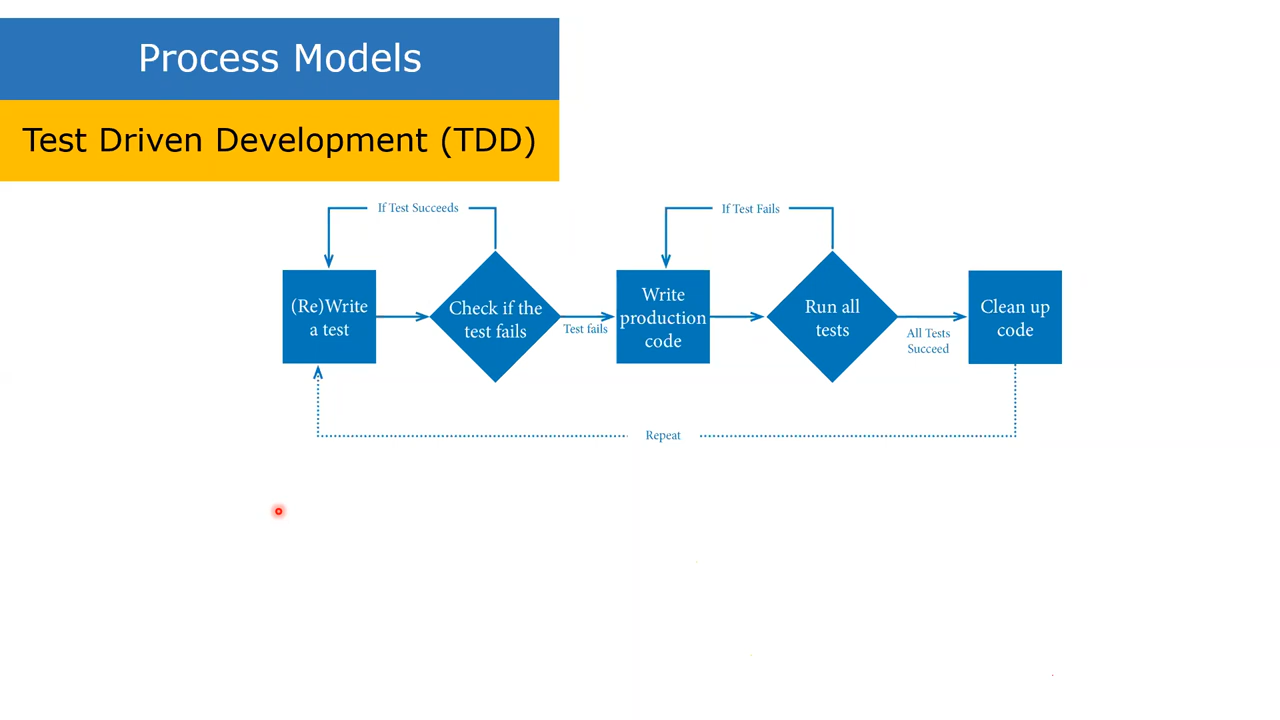 Process Models
Test Driven Development (TDD)
If Test Succeeds
If Test Fails
(Re)Write
a test
Check if the
test fails
Test fails
Write
production
code
Run all
tests
All Tests
Succeed
Clean up
code
Repeat